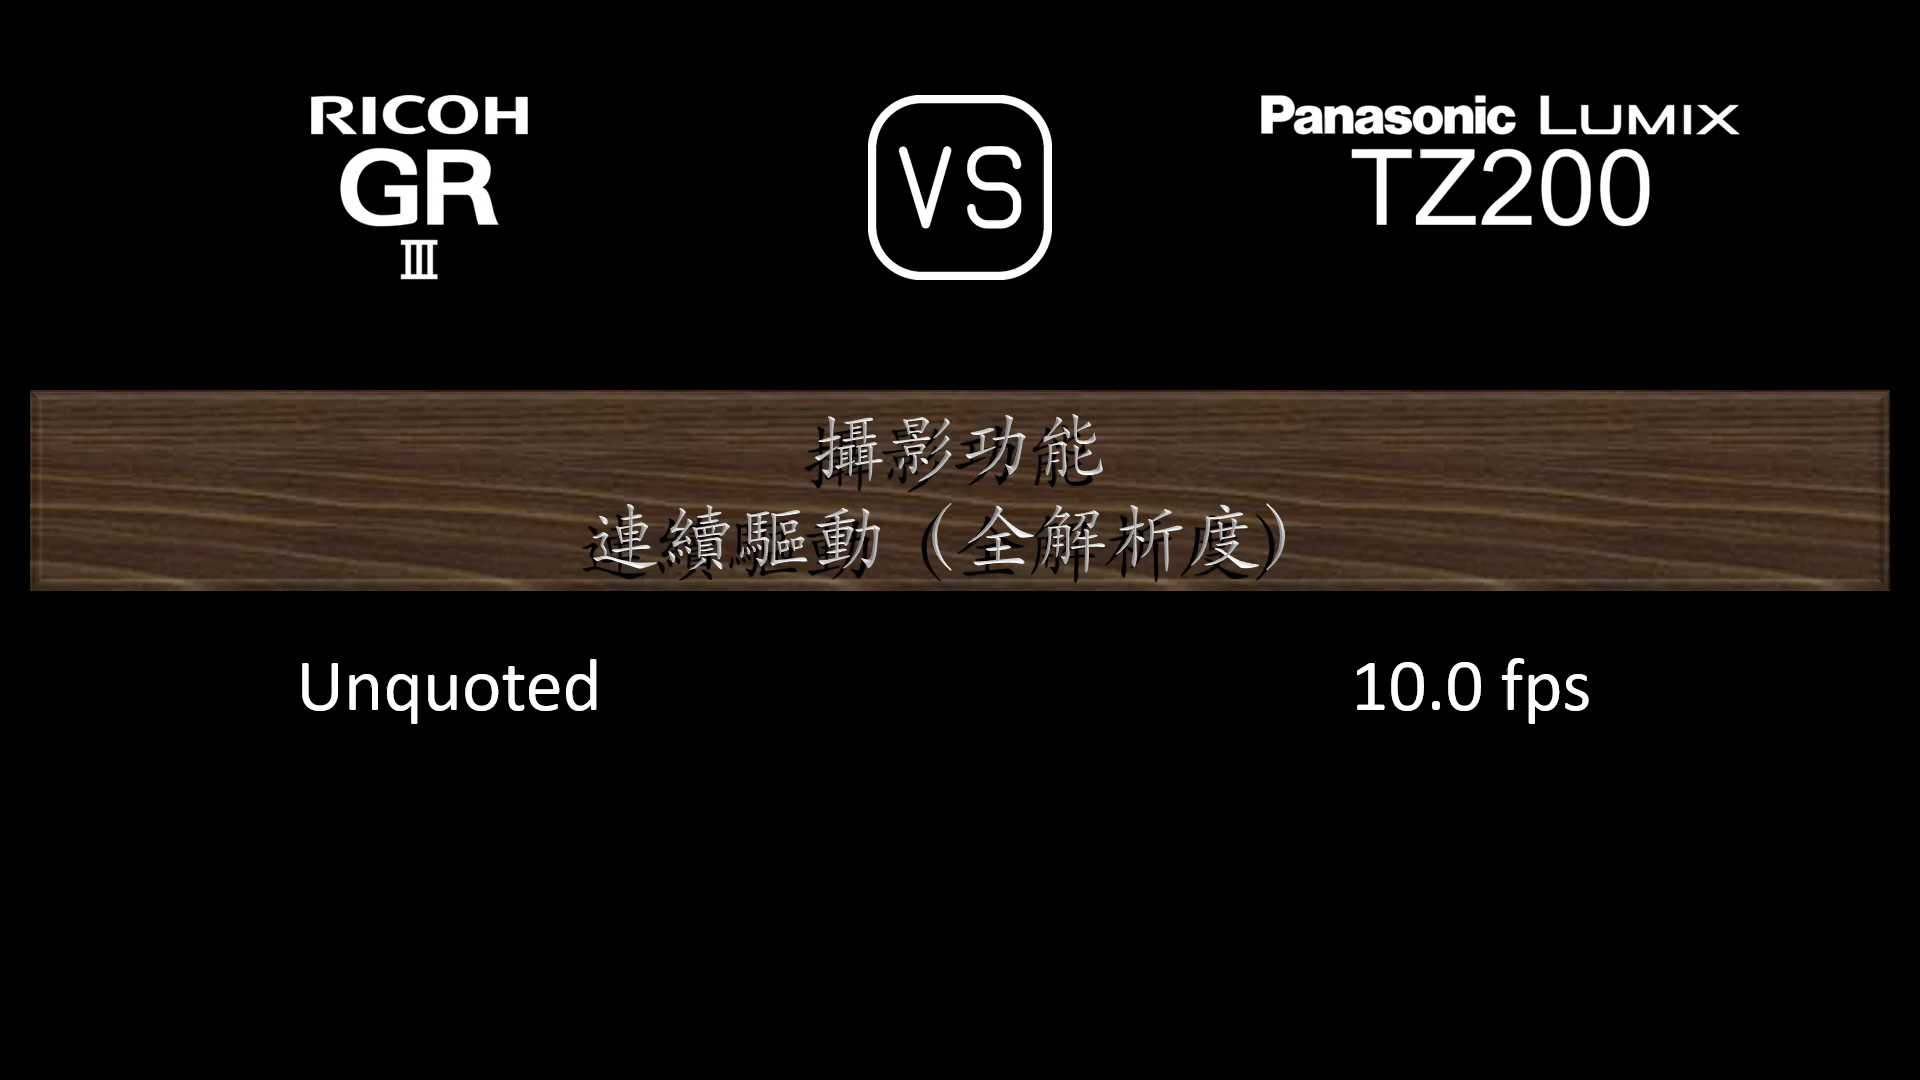 RICOH
GR
III
VS
Panasonic LUMIX
TZ200
攝影功能
連續驅動（全解析度）
Unquoted
10.0 fps